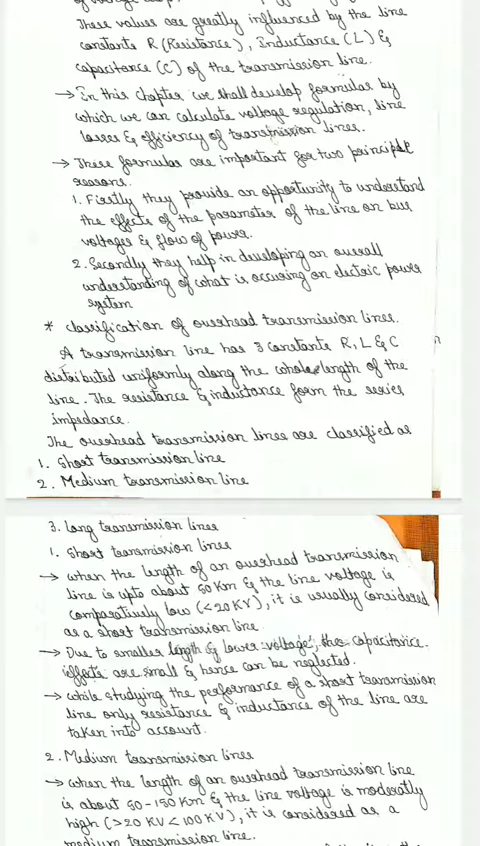 These values are greatly influenced by the line
constants R (Resistance), Inductance (L) &
capacitance (C) of the transmission line.
→ In this chapter we shall develop formulas by
which we can calculate voltage regulation, line
losses & efficiency of transmission lines.
→ These formulas are important for two principle
reasons.
1. Firstly they provide an opportunity to understand
the effects of the parameter of the line on bus
voltages & flow of power.
2. Secondly they help in developing an overall
understanding of what is occuring on electric power
system
* classification of overhead transmission lines.
A transmission line has 3 constants R, L & C
distributed uniformly along the whole length of the
line. The resistance & inductance form the series
impedance.
The overhead transmission lines are classified as
1. Short transmission line
2. Medium transmission line
3. Long transmission lines
1. Short transmission lines
→ when the length of an overhead transmission
line is upto about 50 Km & the line voltage is
comparatively low (<20KV), it is usually considered
as a short transmission line.
→ Due to smaller length & lower voltage, the capacitance
effects are small & hence can be neglected.
→ while studying the performance of a short transmission
line only resistance & inductance of the line are
taken into account.
2. Medium transmission lines
→ when the length of an overhead transmission line
is about 50-150 Km & the line voltage is moderatly
high (>20 KV < 100 KV), it is considered as a
medium transmission line.